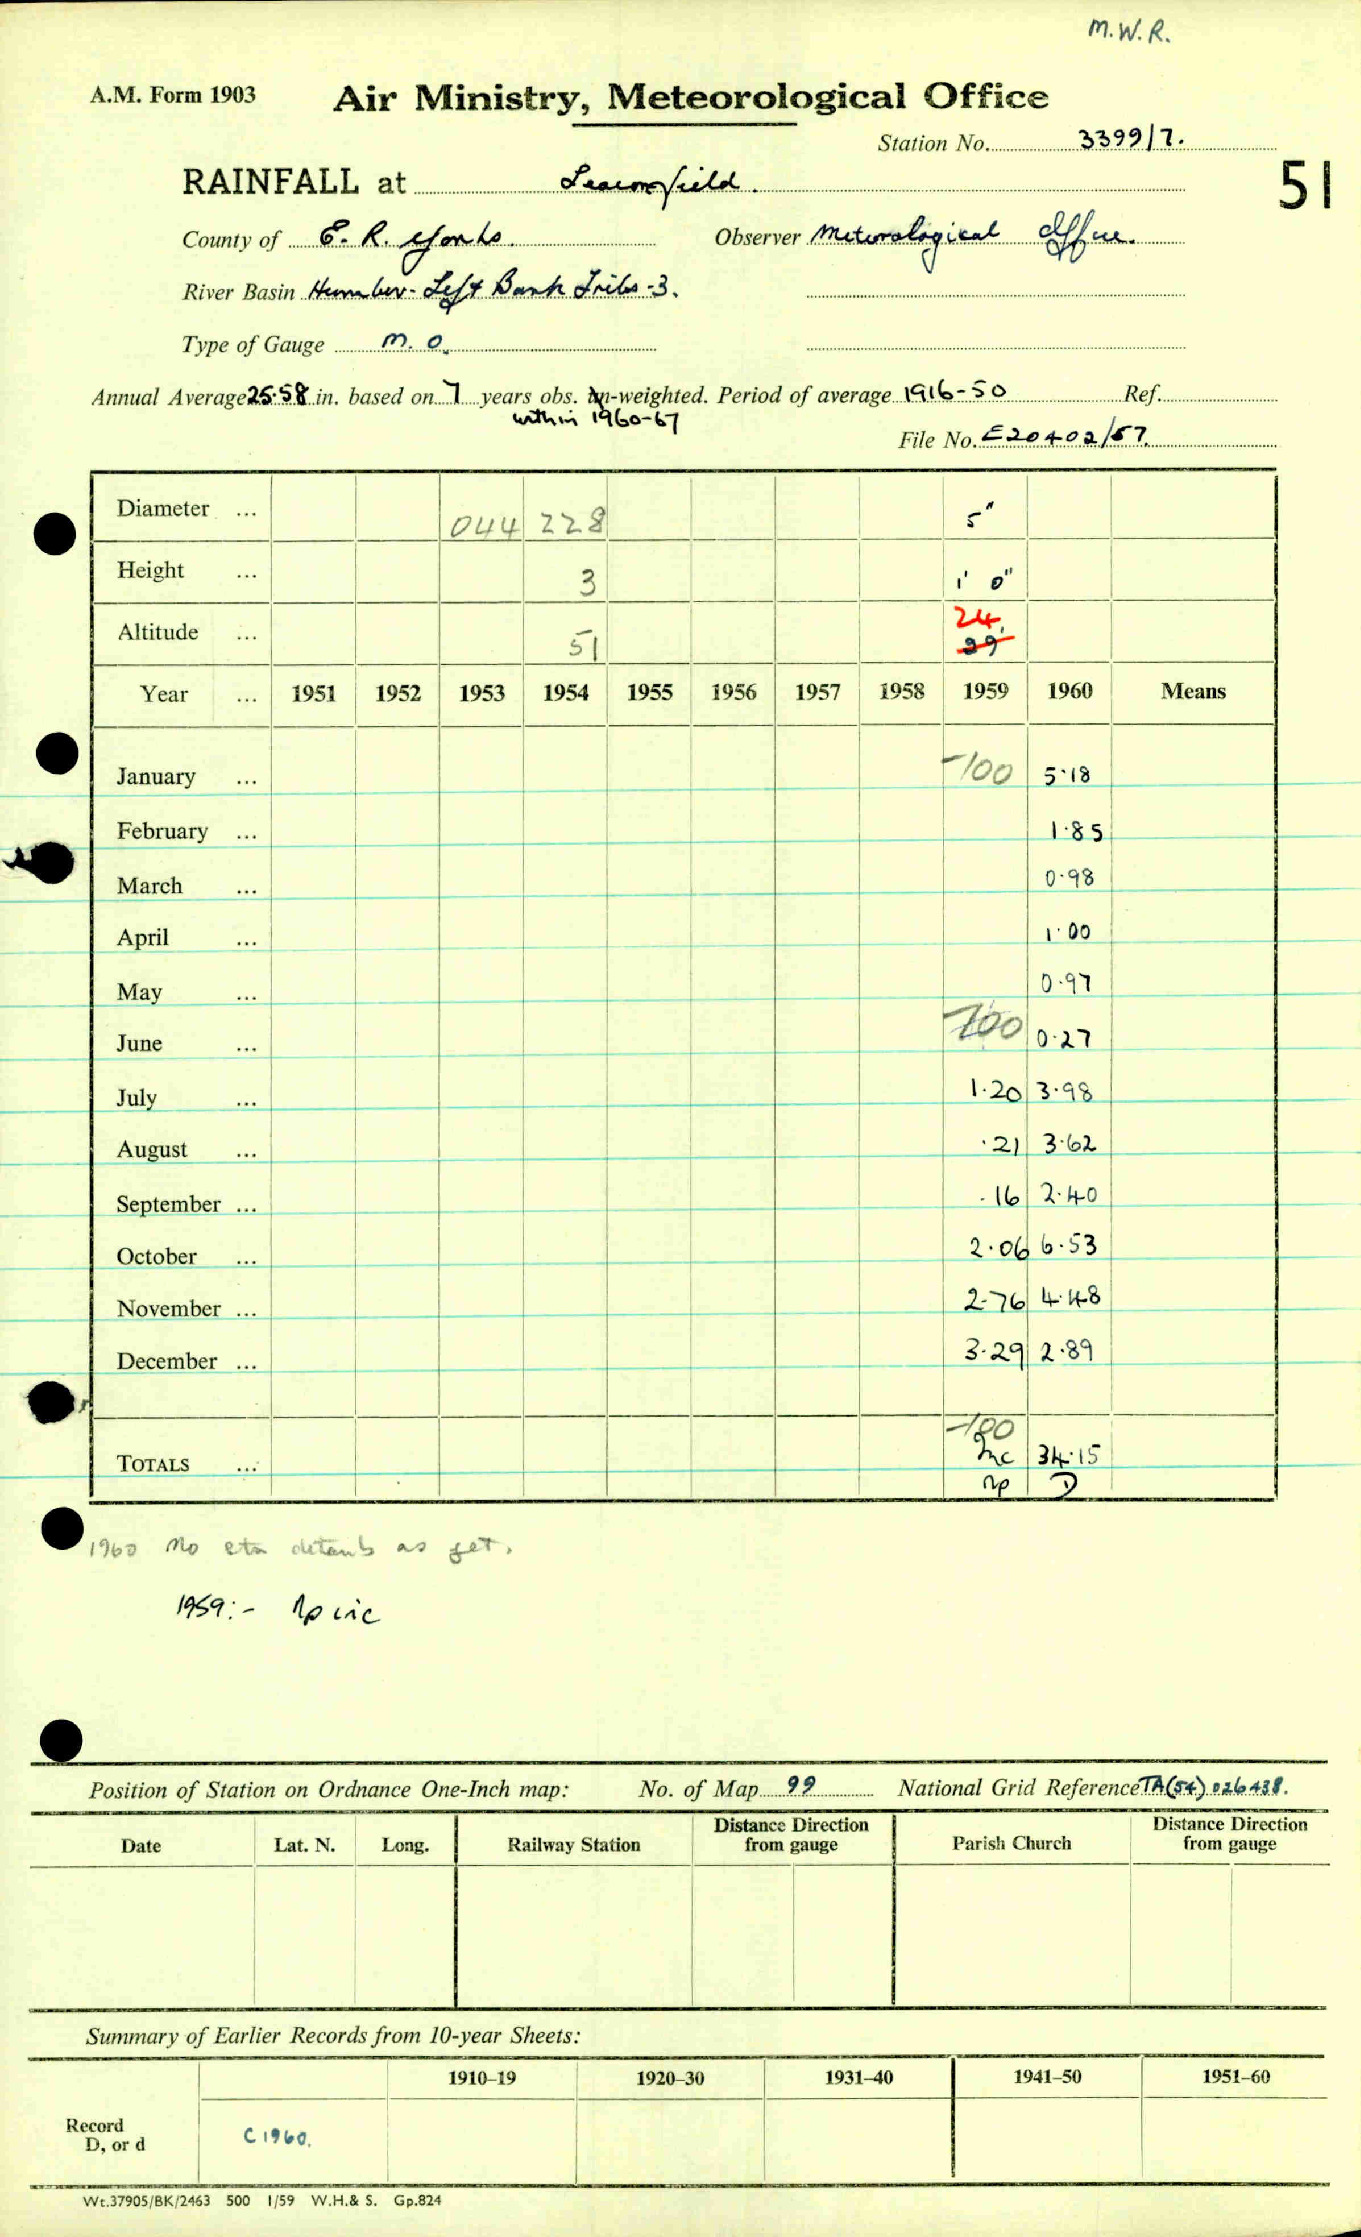 M.W.R.
A.M. Form 1903 Air Ministry, Meteorological Office
Station No. 3399/7.
RAINFALL at Leconfield. 51
County of E. R. Yorks. Observer Meteorological Office.
River Basin Humber - Left Bank Tribs - 3.
Type of Gauge M. O.
Annual Average 25.58 in. based on 7 years obs. un-weighted. Period of average 1916-50 Ref.
within 1960-67
File No. E20402/57.
Diameter ... 044 228 5"
Height ... 3 1' 0"
24.
Altitude ... 51 99
Year ... 1951 1952 1953 1954 1955 1956 1957 1958 1959 1960 Means
January ... -100 5.18
February ... 1.85
March ... 0.98
April ... 1.00
May ... 0.97
June ... -100 0.27
July ... 1.20 3.98
August ... .21 3.62
September ... .16 2.40
October ... 2.06 6.53
November ... 2.76 4.48
December ... 3.29 2.89
-100
TOTALS ... Inc 34.15
np D
1960 No as yet.
1959:- np inc
Position of Station on Ordnance One-Inch map: No. of Map 99 National Grid Reference TA(54) 026438.
Date Lat. N. Long. Railway Station Distance Direction from gauge Parish Church Distance Direction from gauge
Summary of Earlier Records from 10-year Sheets:
1910–19 1920–30 1931–40 1941–50 1951–60
Record
D, or d C 1960.
Wt.37905/BK/2463 500 1/59 W.H.& S. Gp.824